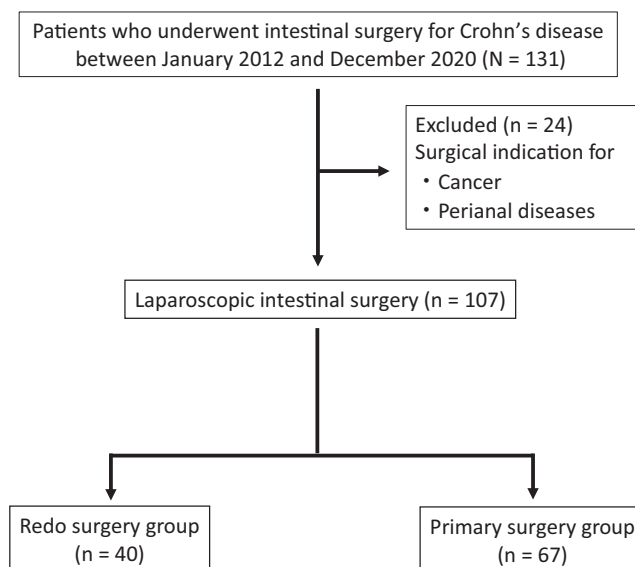 Patients who underwent intestinal surgery for Crohn’s disease
between January 2012 and December 2020 (N = 131)
Excluded (n = 24)
Surgical indication for
・Cancer
・Perianal diseases
Laparoscopic intestinal surgery (n = 107)
Redo surgery group
(n = 40)
Primary surgery group
(n = 67)